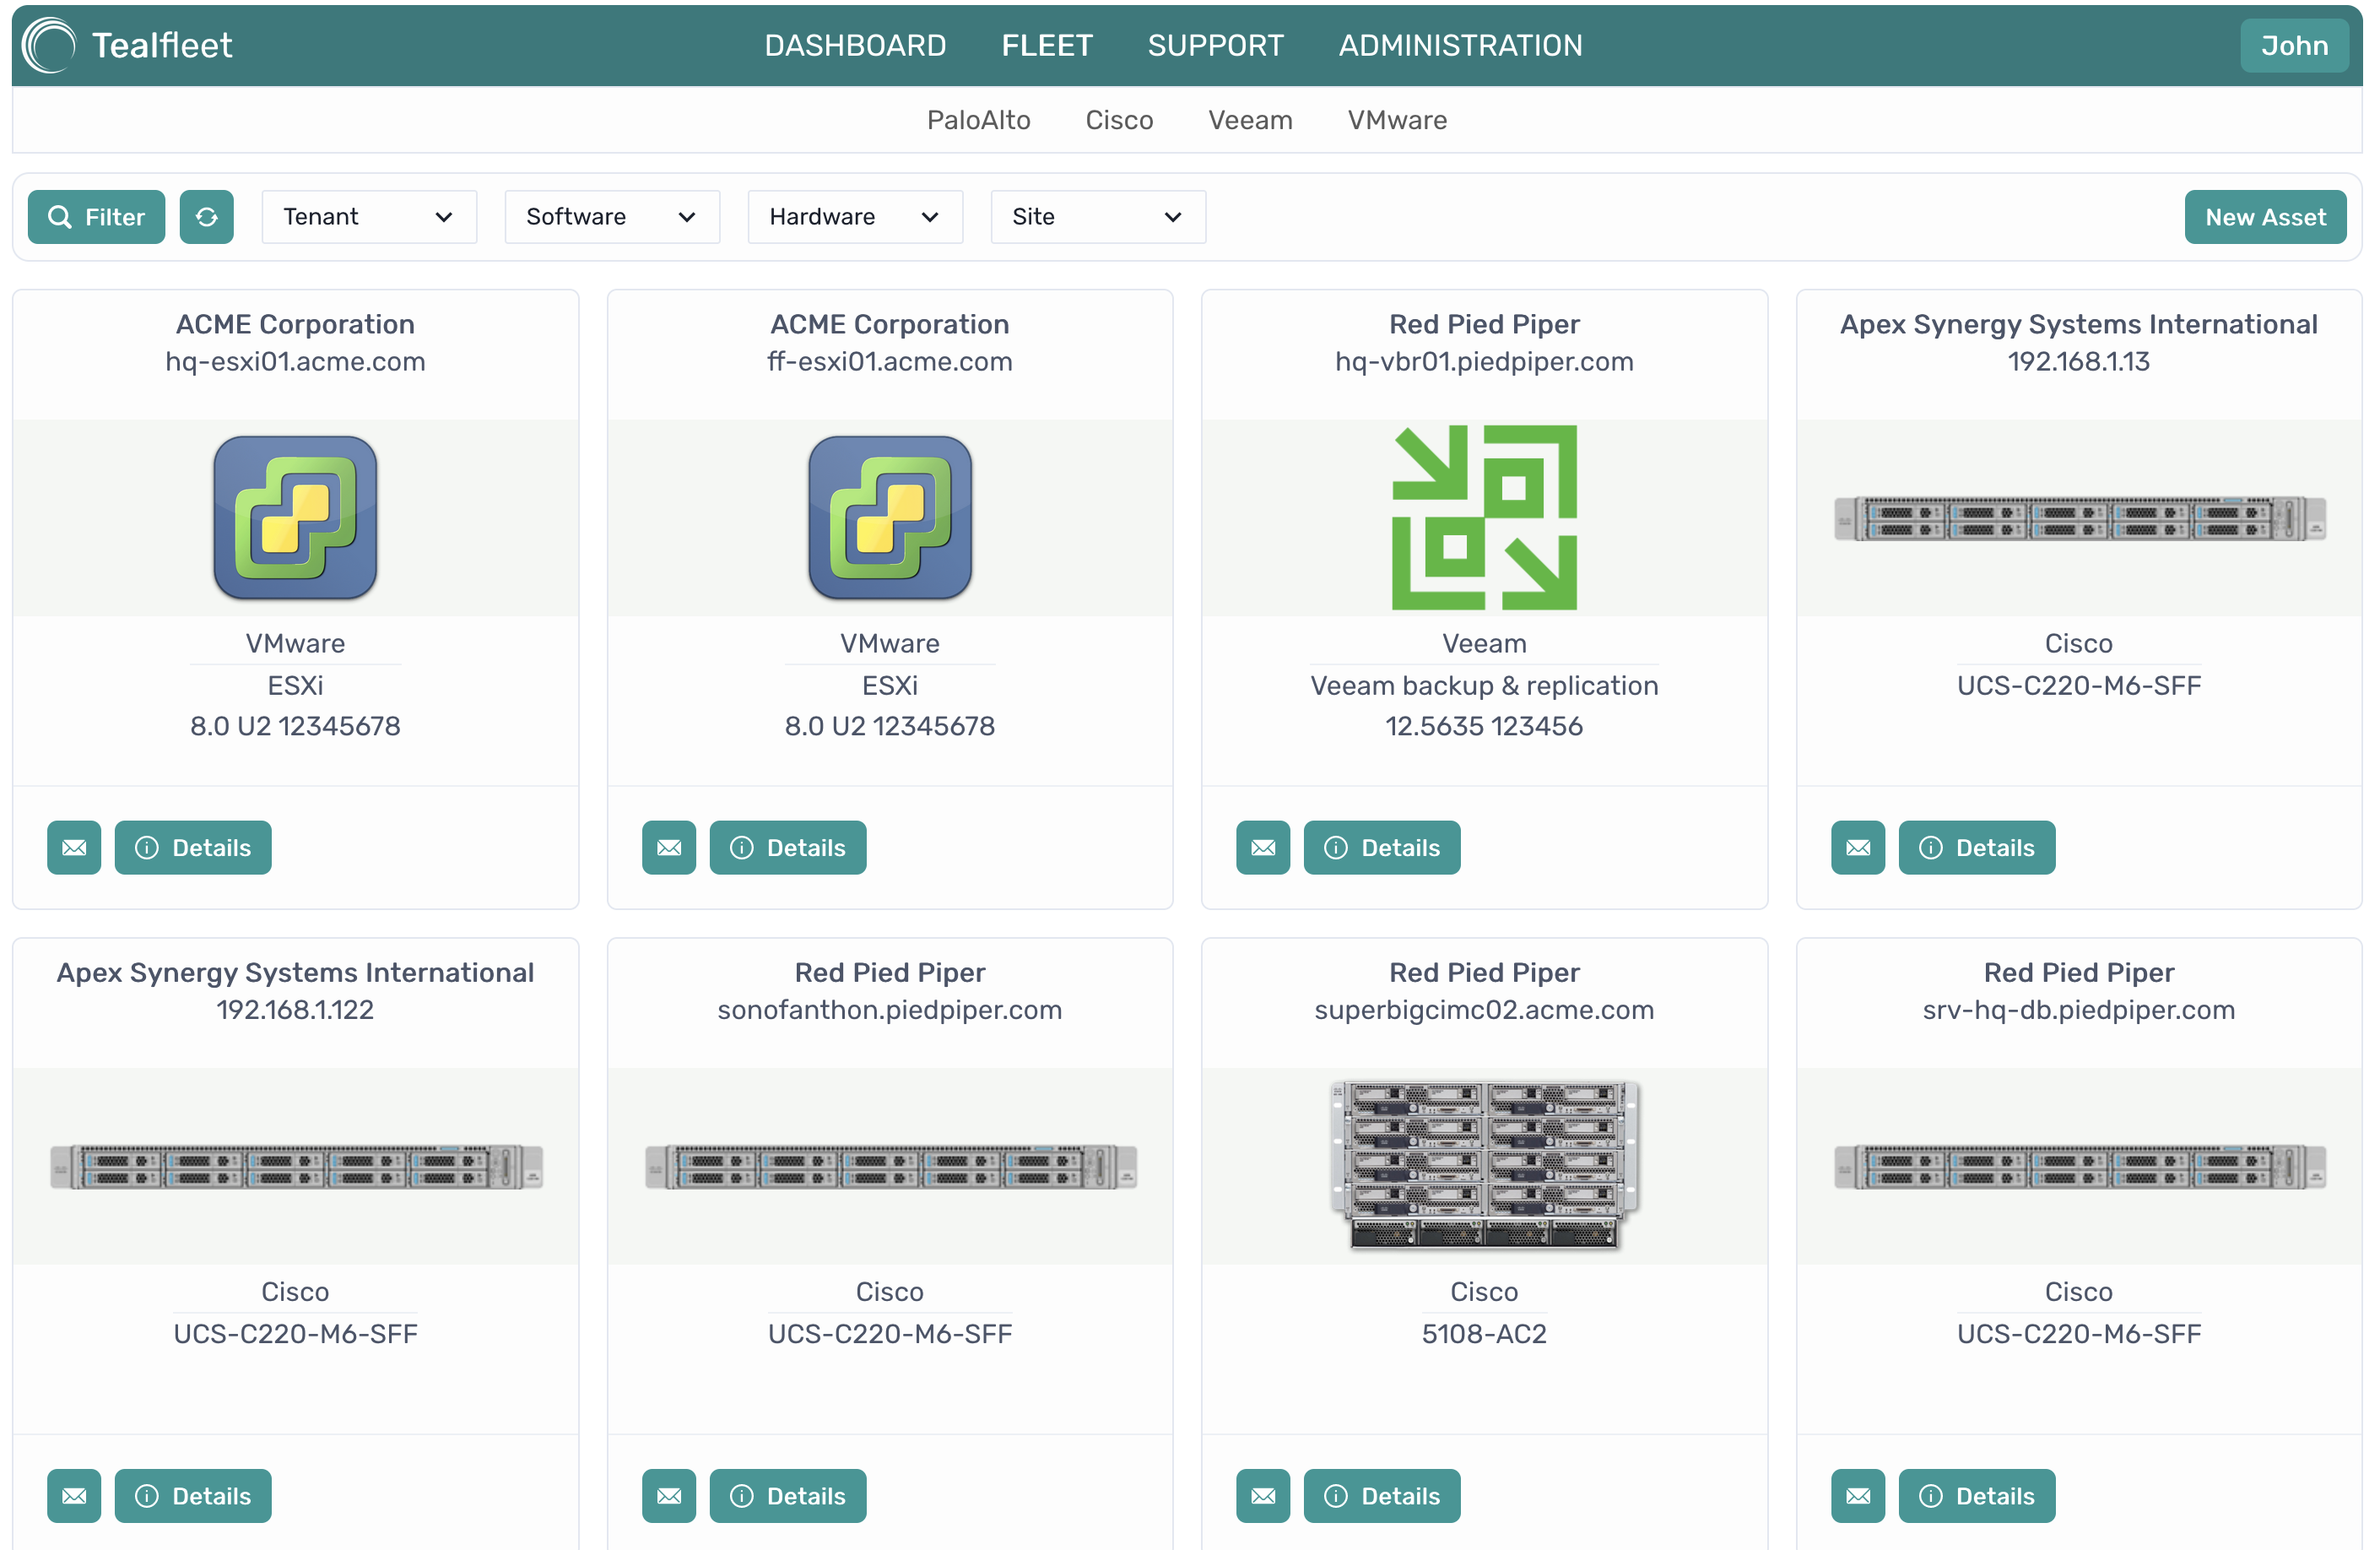 Tealfleet
DASHBOARD FLEET SUPPORT ADMINISTRATION
John
PaloAlto Cisco Veeam VMware
Filter Tenant Software Hardware Site New Asset
ACME Corporation
hq-esxi01.acme.com
VMware
ESXi
8.0 U2 12345678
Details
ACME Corporation
ff-esxi01.acme.com
VMware
ESXi
8.0 U2 12345678
Details
Red Pied Piper
hq-vbr01.piedpiper.com
Veeam
Veeam backup & replication
12.5635 123456
Details
Apex Synergy Systems International
192.168.1.13
Cisco
UCS-C220-M6-SFF
Details
Apex Synergy Systems International
192.168.1.122
Cisco
UCS-C220-M6-SFF
Details
Red Pied Piper
sonofanthon.piedpiper.com
Cisco
UCS-C220-M6-SFF
Details
Red Pied Piper
superbigcimc02.acme.com
Cisco
5108-AC2
Details
Red Pied Piper
srv-hq-db.piedpiper.com
Cisco
UCS-C220-M6-SFF
Details